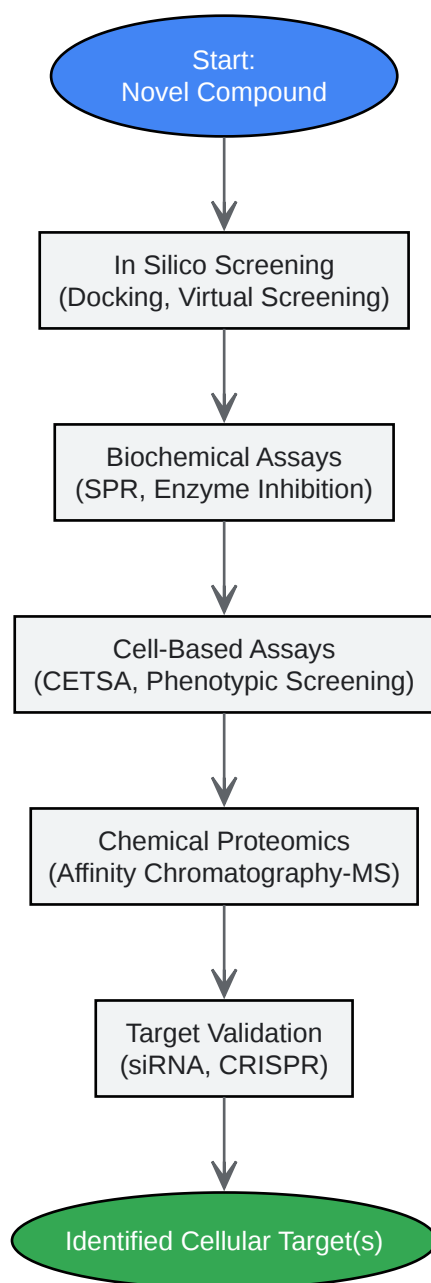 Start:
Novel Compound
In Silico Screening
(Docking, Virtual Screening)
Biochemical Assays
(SPR, Enzyme Inhibition)
Cell-Based Assays
(CETSA, Phenotypic Screening)
Chemical Proteomics
(Affinity Chromatography-MS)
Target Validation
(siRNA, CRISPR)
Identified Cellular Target(s)